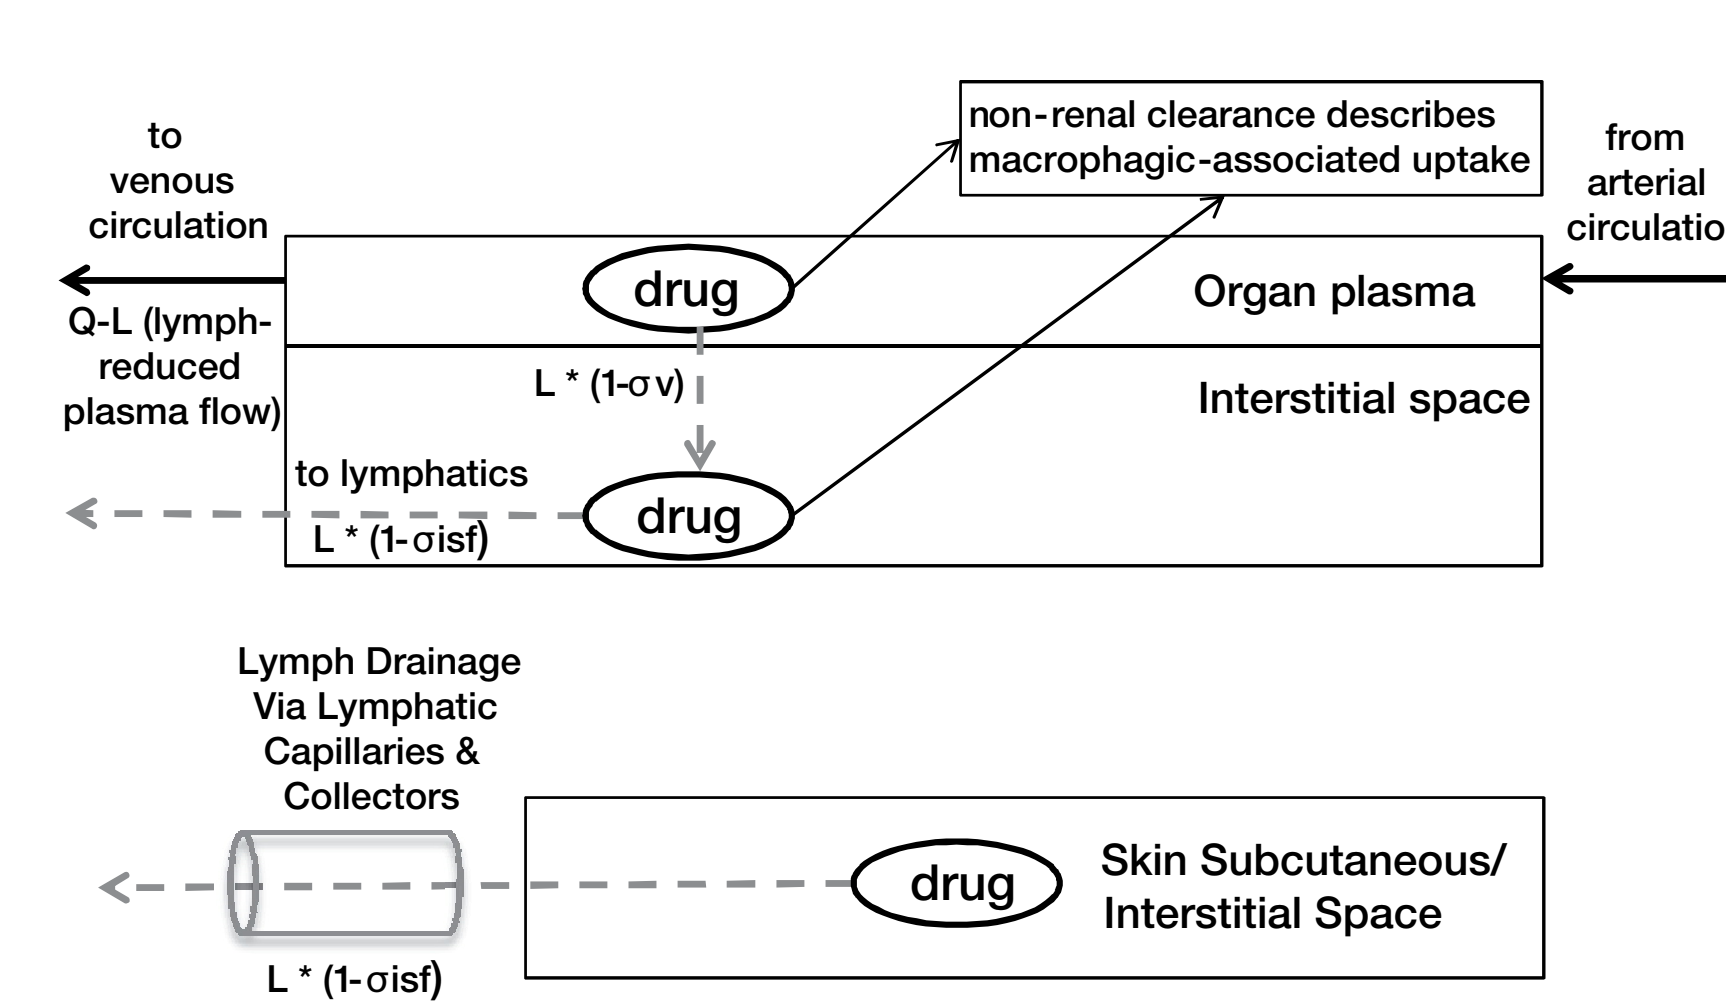 non-renal clearance describes
macrophagic-associated uptake
to
venous
circulation
from
arterial
circulatio
drug
Organ plasma
Q-L (lymph-
reduced
plasma flow)
L * (1-σv)
Interstitial space
to lymphatics
drug
L * (1-σisf)
Lymph Drainage
Via Lymphatic
Capillaries &
Collectors
drug
Skin Subcutaneous/
Interstitial Space
L * (1-σisf)